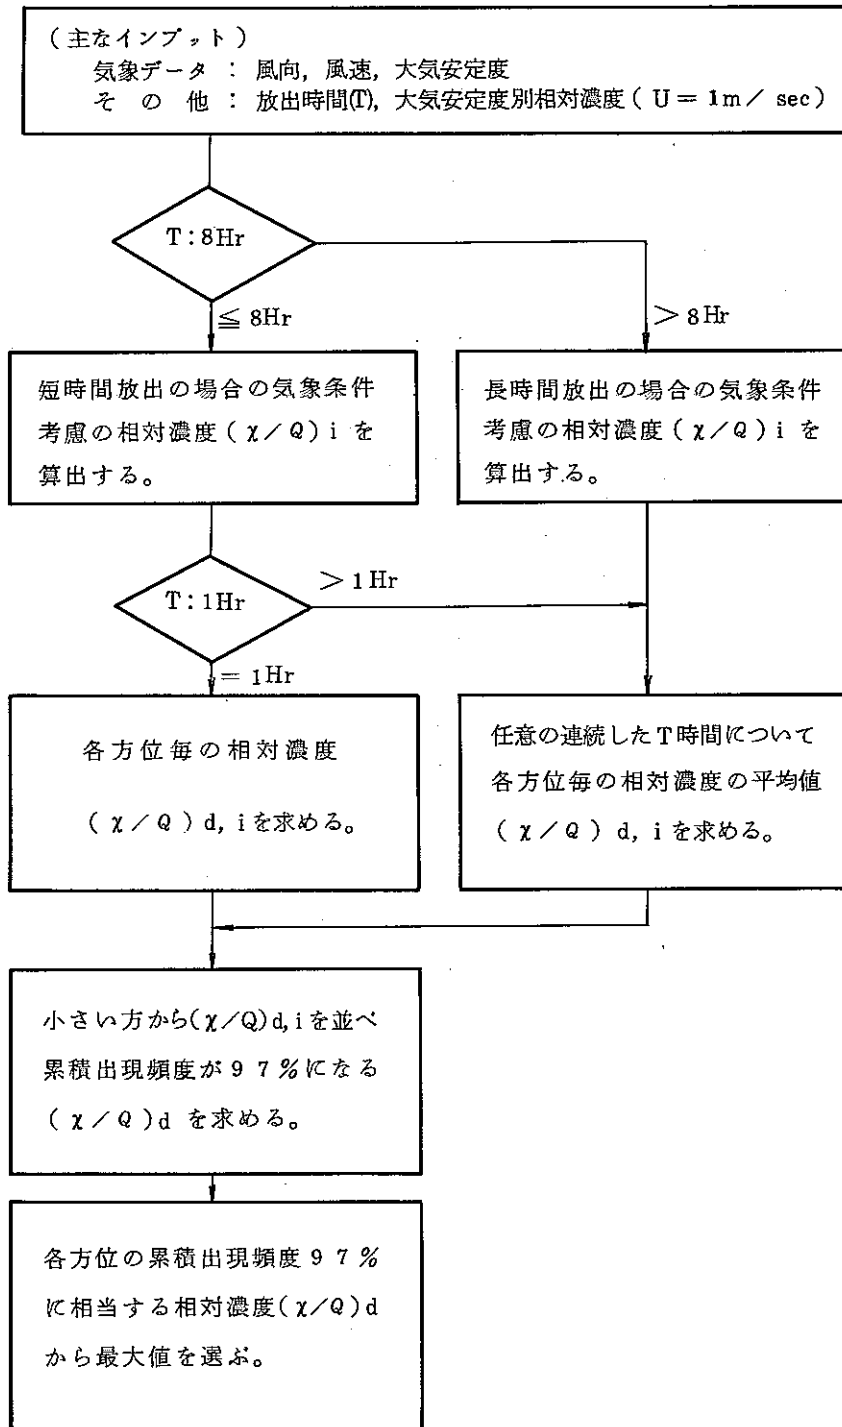 （主なインプット）
気象データ ： 風向，風速，大気安定度
そ の 他 ： 放出時間(T)，大気安定度別相対濃度（U＝1m／sec）
T：8Hr
≦ 8Hr
＞8Hr
短時間放出の場合の気象条件
考慮の相対濃度（χ／Q）i を
算出する。
長時間放出の場合の気象条件
考慮の相対濃度（χ／Q）i を
算出する。
T：1Hr
＞1Hr
＝ 1Hr
各方位毎の相対濃度
（χ／Q）d, i を求める。
任意の連続したT時間について
各方位毎の相対濃度の平均値
（χ／Q）d, i を求める。
小さい方から(χ/Q)d,iを並べ
累積出現頻度が97％になる
（χ／Q)d を求める。
各方位の累積出現頻度97％
に相当する相対濃度(χ/Q)d
から最大値を選ぶ。